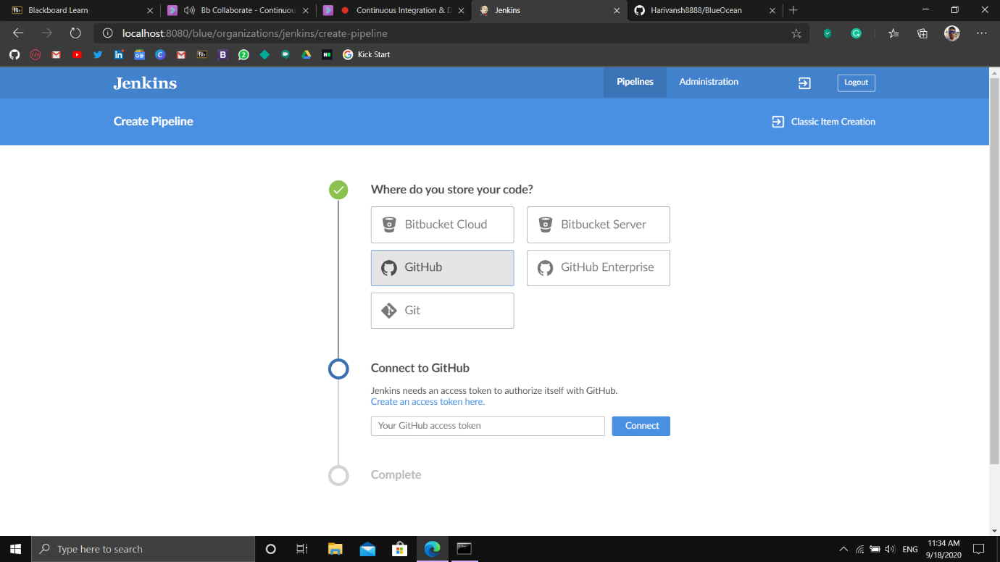 Blackboard Learn
Bb Collaborate - Continuou
Continuous Integration & D
Jenkins
Harivansh8888/BlueOcean
localhost:8080/blue/organizations/jenkins/create-pipeline
Kick Start
Jenkins
Pipelines
Administration
Logout
Create Pipeline
Classic Item Creation
Where do you store your code?
Bitbucket Cloud
Bitbucket Server
GitHub
GitHub Enterprise
Git
Connect to GitHub
Jenkins needs an access token to authorize itself with GitHub.
Create an access token here.
Your GitHub access token
Connect
Complete
Type here to search
ENG
11:34 AM
9/18/2020